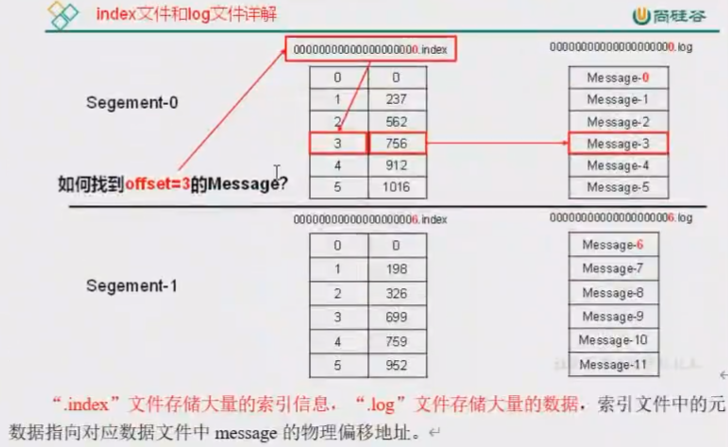 index文件和log文件详解
尚硅谷
00000000000000000000.index
00000000000000000000.log
Segement-0
0 0
1 237
2 562
3 756
4 912
5 1016
Message-0
Message-1
Message-2
Message-3
Message-4
Message-5
如何找到offset=3的Message?
00000000000000000006.index
00000000000000000006.log
Segement-1
0 0
1 198
2 326
3 699
4 759
5 952
Message-6
Message-7
Message-8
Message-9
Message-10
Message-11
“.index”文件存储大量的索引信息，“.log”文件存储大量的数据，索引文件中的元
数据指向对应数据文件中 message 的物理偏移地址。